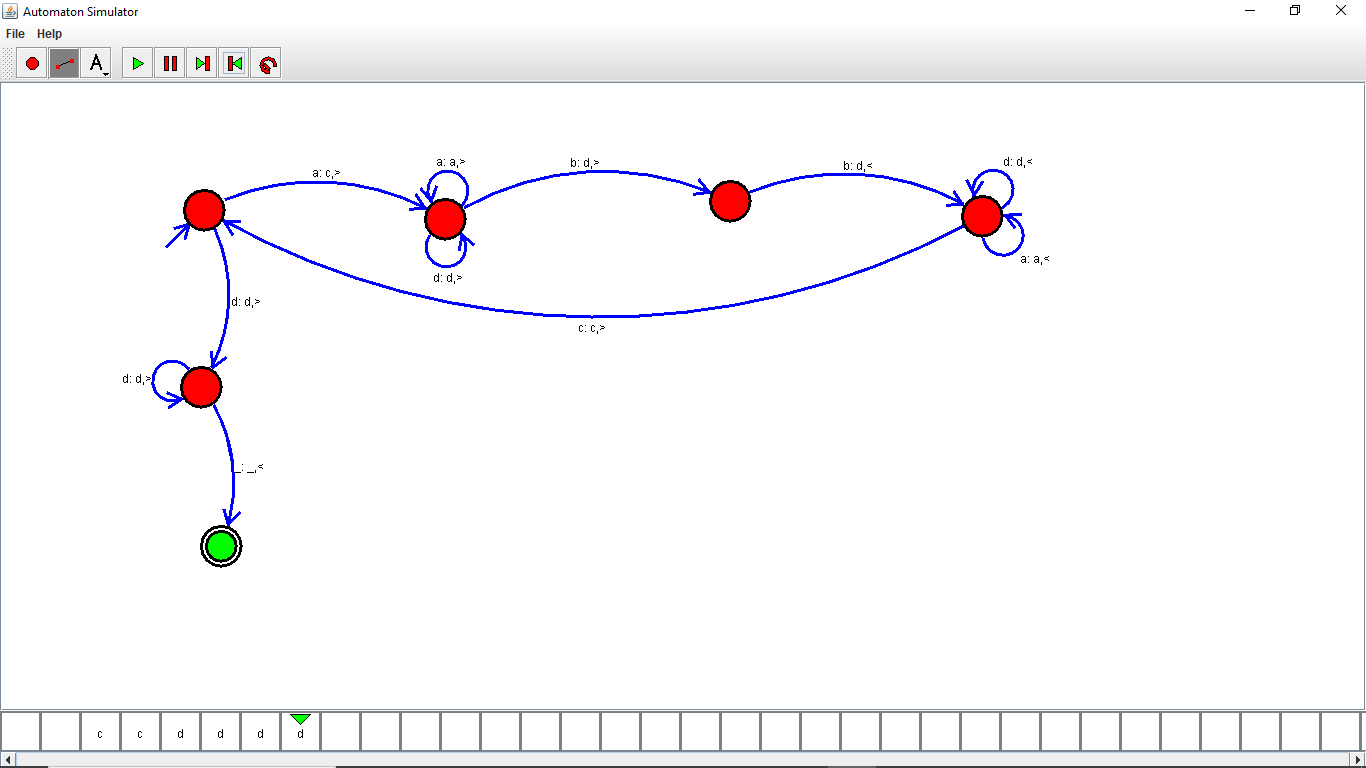 Automaton Simulator
File Help
A
a: a,>
b: d,>
b: d,<
d: d,<
a: c,>
a: a,<
d: d,>
d: d,>
c: c,>
d: d,>
_: _,<
c c d d d d